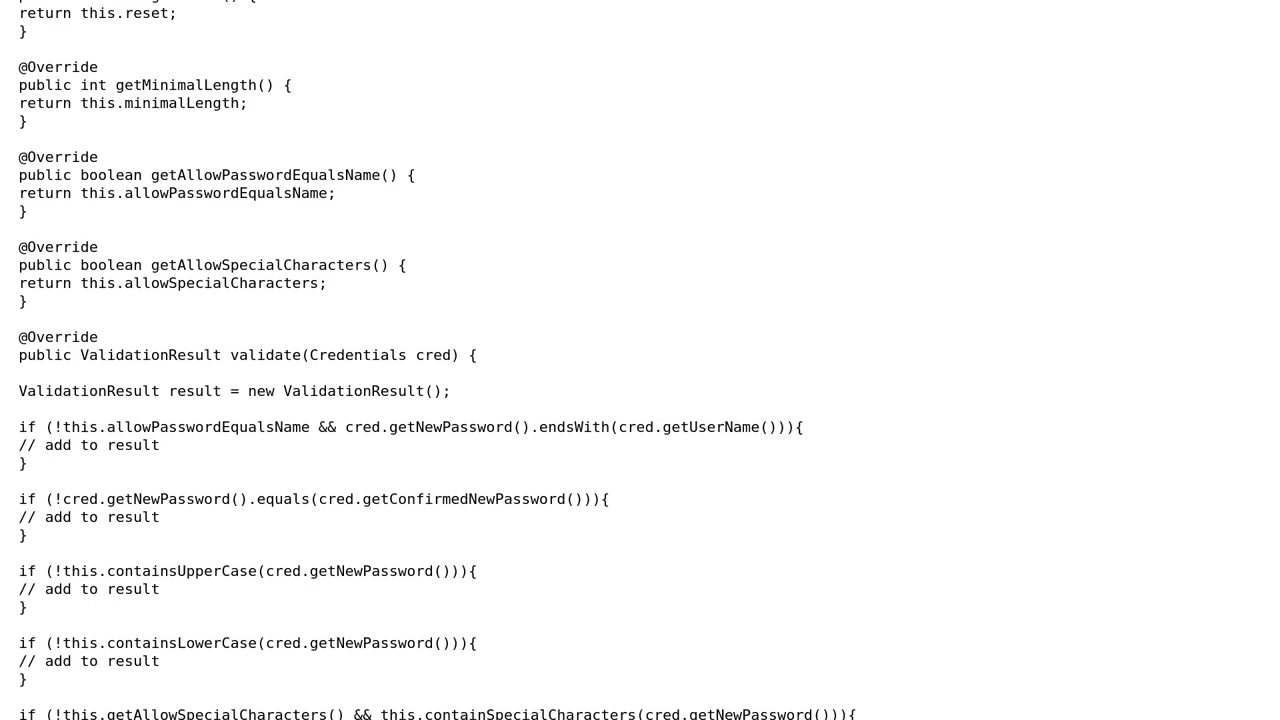 return this.reset;
}
@Override
public int getMinimalLength() {
return this.minimalLength;
}
@Override
public boolean getAllowPasswordEqualsName() {
return this.allowPasswordEqualsName;
}
@Override
public boolean getAllowSpecialCharacters() {
return this.allowSpecialCharacters;
}
@Override
public ValidationResult validate(Credentials cred) {
ValidationResult result = new ValidationResult();
if (!this.allowPasswordEqualsName && cred.getNewPassword().endsWith(cred.getUserName())){
// add to result
}
if (!cred.getNewPassword().equals(cred.getConfirmedNewPassword())){
// add to result
}
if (!this.containsUpperCase(cred.getNewPassword())){
// add to result
}
if (!this.containsLowerCase(cred.getNewPassword())){
// add to result
}
if (!this.getAllowSpecialCharacters() && this.containSpecialCharacters(cred.getNewPassword())){